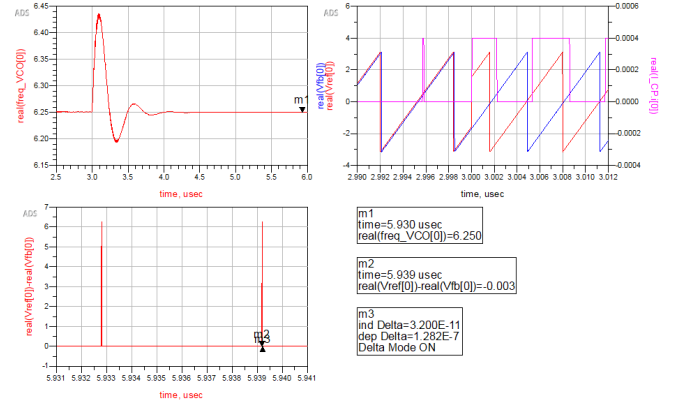 ADS
6.45
6.40
6.35
6.30
6.25
6.20
6.15
real(freq_VCO[0])
m1
2.5 3.0 3.5 4.0 4.5 5.0 5.5 6.0
time, usec
ADS
6
4
2
0
-2
-4
real(Vfb[0])
real(Vref[0])
0.0006
0.0004
0.0002
0.0000
-0.0002
-0.0004
2.990 2.992 2.994 2.996 2.998 3.000 3.002 3.004 3.006 3.008 3.010 3.012
time, usec
ADS
7
6
5
4
3
2
1
0
-1
real(Vref[0])-real(Vfb[0])
m2
5.931 5.932 5.933 5.934 5.935 5.936 5.937 5.938 5.939 5.940 5.941
time, usec
m1
time=5.930 usec
real(freq_VCO[0])=6.250
m2
time=5.939 usec
real(Vref[0])-real(Vfb[0])=-0.003
m3
ind Delta=3.200E-11
dep Delta=1.282E-7
Delta Mode ON